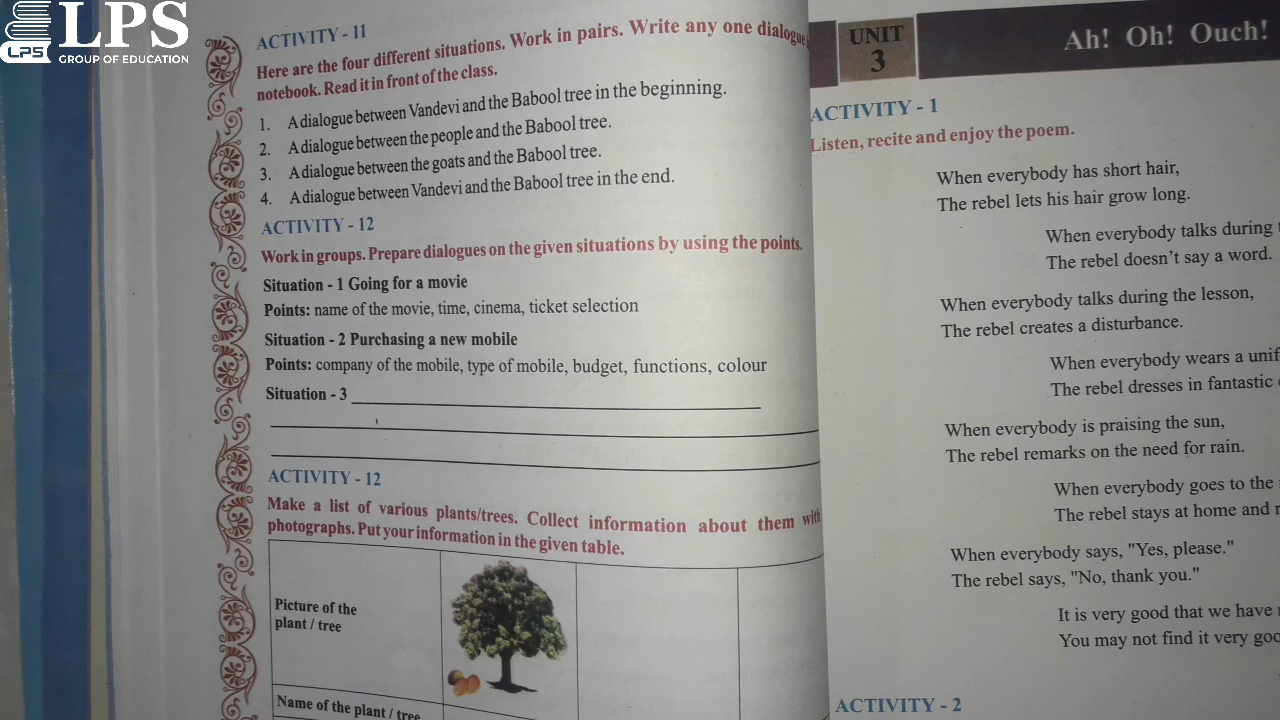 LPS
LPS
GROUP OF EDUCATION
ACTIVITY - 11
Here are the four different situations. Work in pairs. Write any one dialogue
notebook. Read it in front of the class.
1. A dialogue between Vandevi and the Babool tree in the beginning.
2. A dialogue between the people and the Babool tree.
3. A dialogue between the goats and the Babool tree.
4. A dialogue between Vandevi and the Babool tree in the end.
ACTIVITY - 12
Work in groups. Prepare dialogues on the given situations by using the points.
Situation - 1 Going for a movie
Points: name of the movie, time, cinema, ticket selection
Situation - 2 Purchasing a new mobile
Points: company of the mobile, type of mobile, budget, functions, colour
Situation - 3
ACTIVITY - 12
Make a list of various plants/trees. Collect information about them with
photographs. Put your information in the given table.
Picture of the
plant / tree
Name of the plant / tree
UNIT
3
Ah! Oh! Ouch!
ACTIVITY - 1
Listen, recite and enjoy the poem.
When everybody has short hair,
The rebel lets his hair grow long.
When everybody talks during
The rebel doesn't say a word.
When everybody talks during the lesson,
The rebel creates a disturbance.
When everybody wears a
The rebel dresses in fantastic
When everybody is praising the sun,
The rebel remarks on the need for rain.
When everybody goes to the
The rebel stays at home and
When everybody says, "Yes, please."
The rebel says, "No, thank you."
It is very good that we have
You may not find it very
ACTIVITY - 2